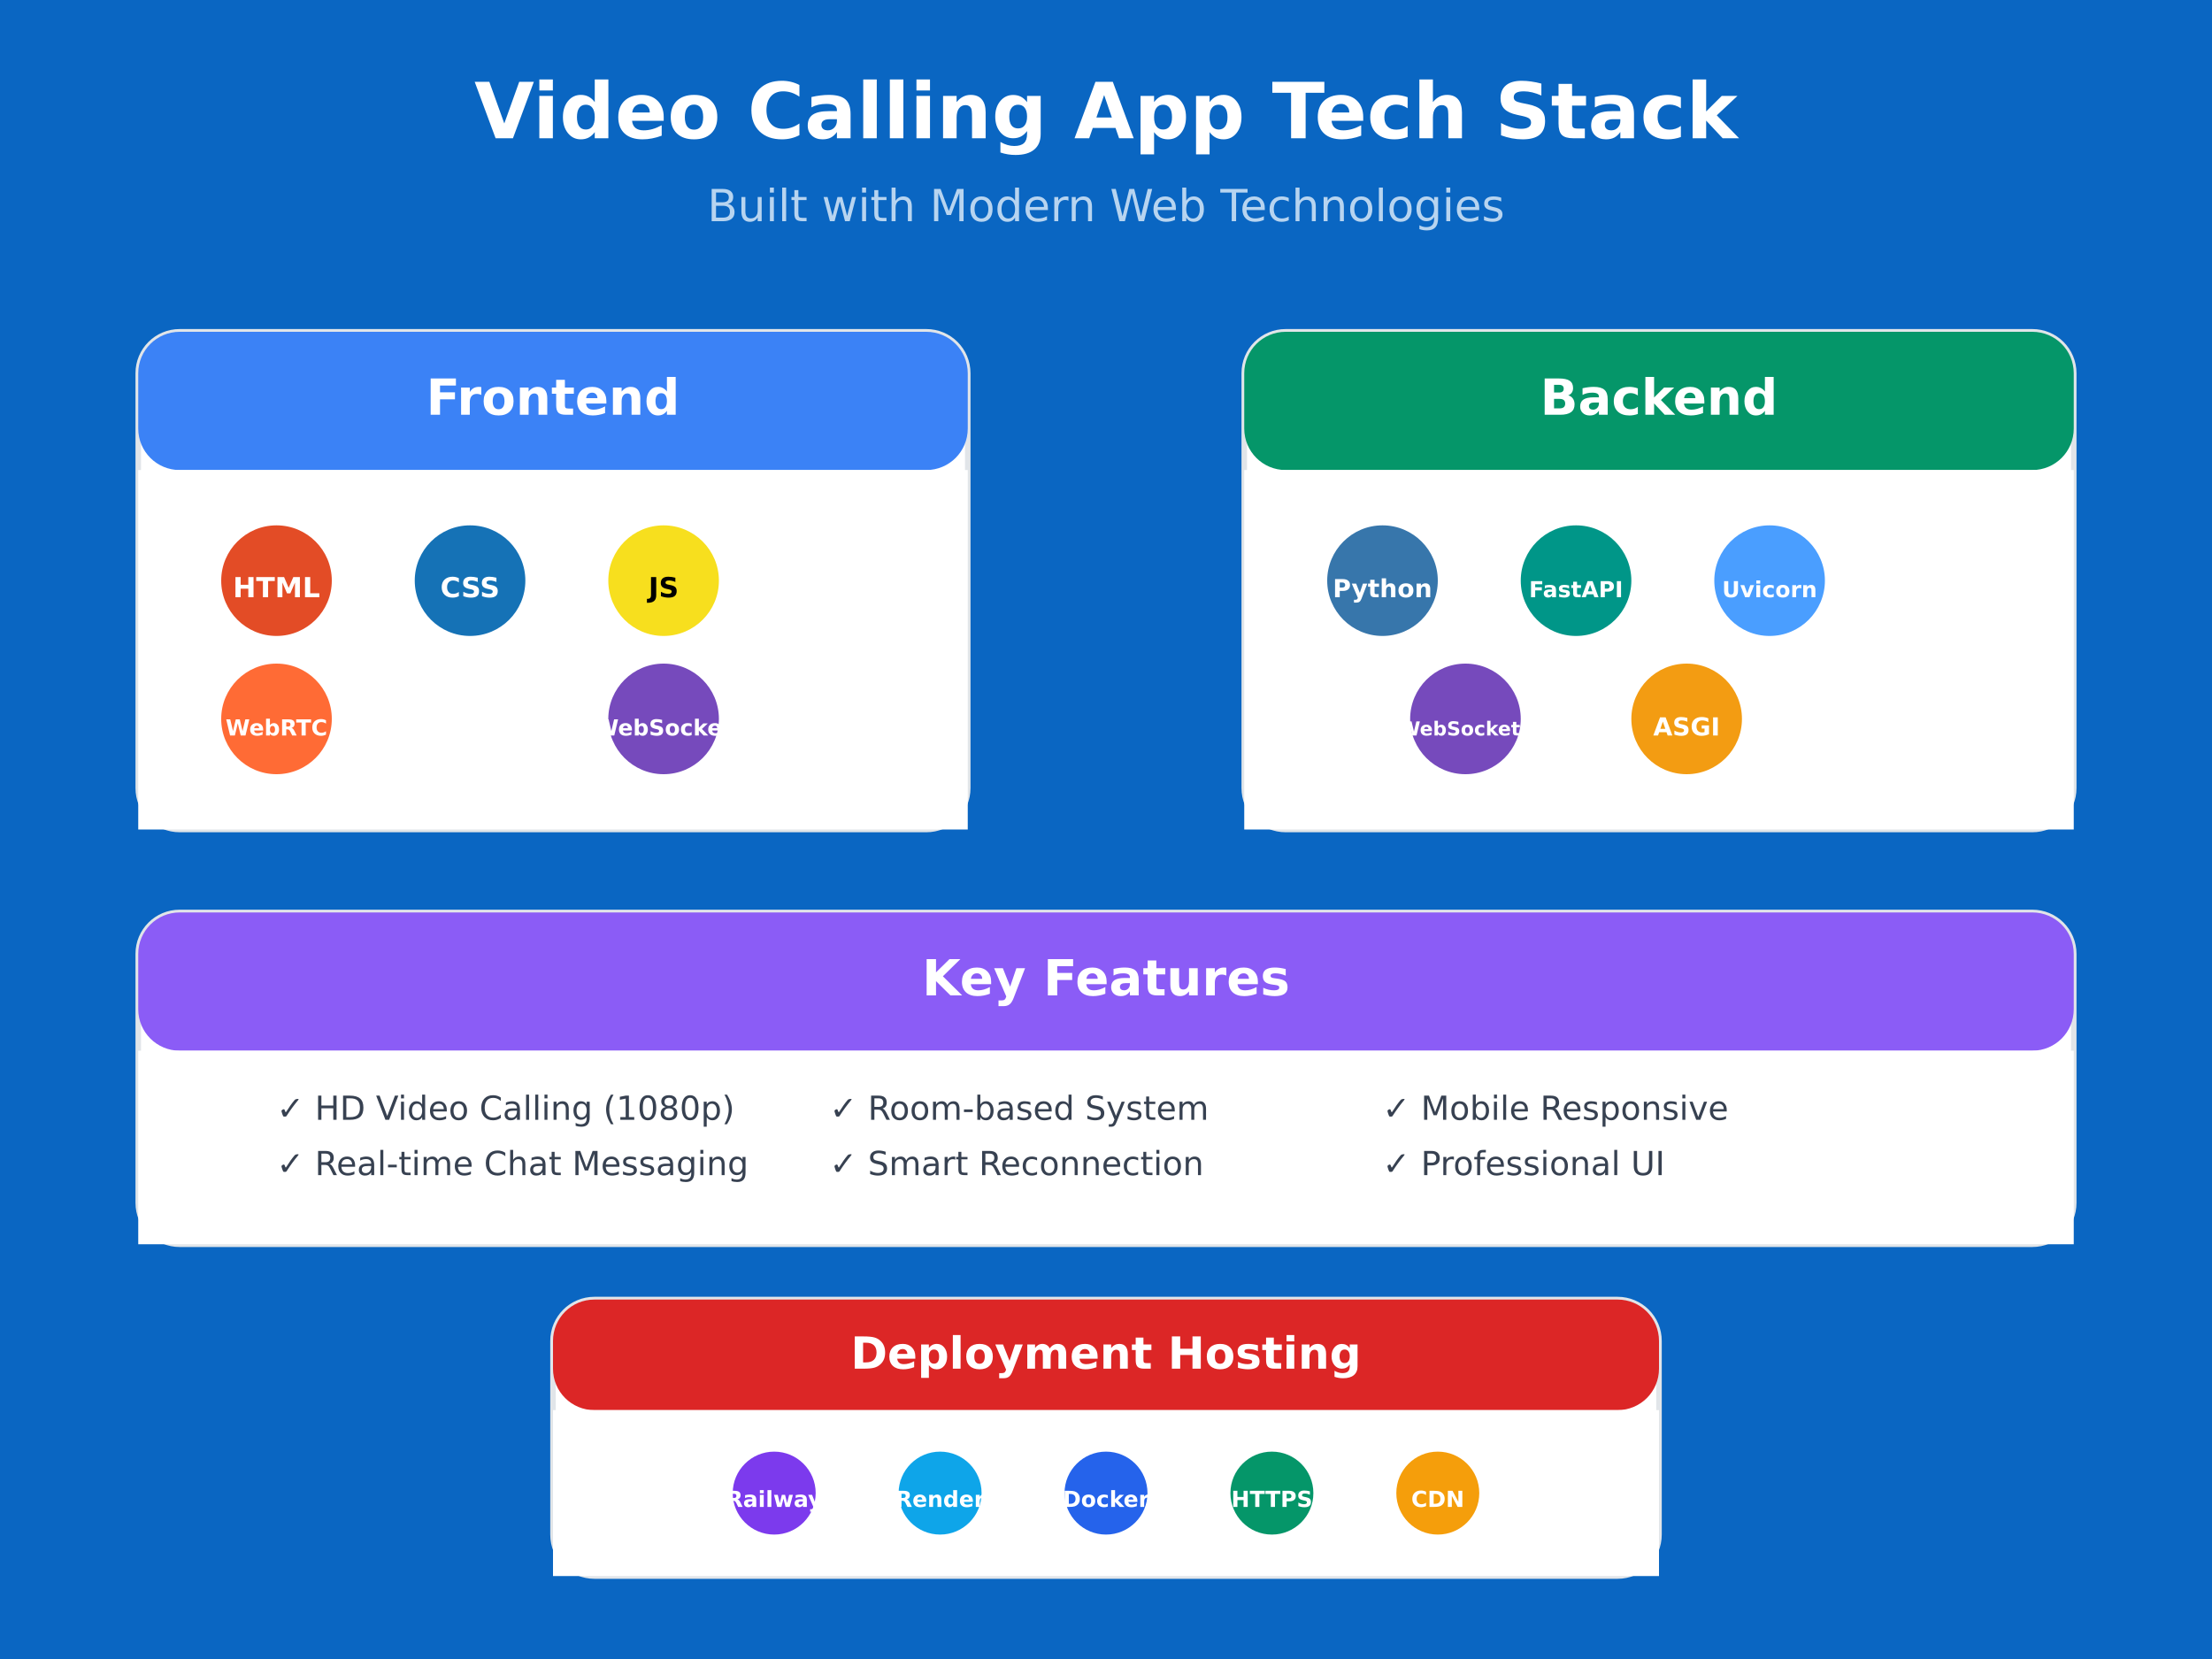 Video Calling App Tech Stack
Built with Modern Web Technologies
Frontend
HTML
CSS
JS
WebRTC
WebSocket
Backend
Python
FastAPI
Uvicorn
WebSockets
ASGI
Key Features
✓ HD Video Calling (1080p)
✓ Room-based System
✓ Mobile Responsive
✓ Real-time Chat Messaging
✓ Smart Reconnection
✓ Professional UI
Deployment Hosting
Railway
Render
Docker
HTTPS
CDN